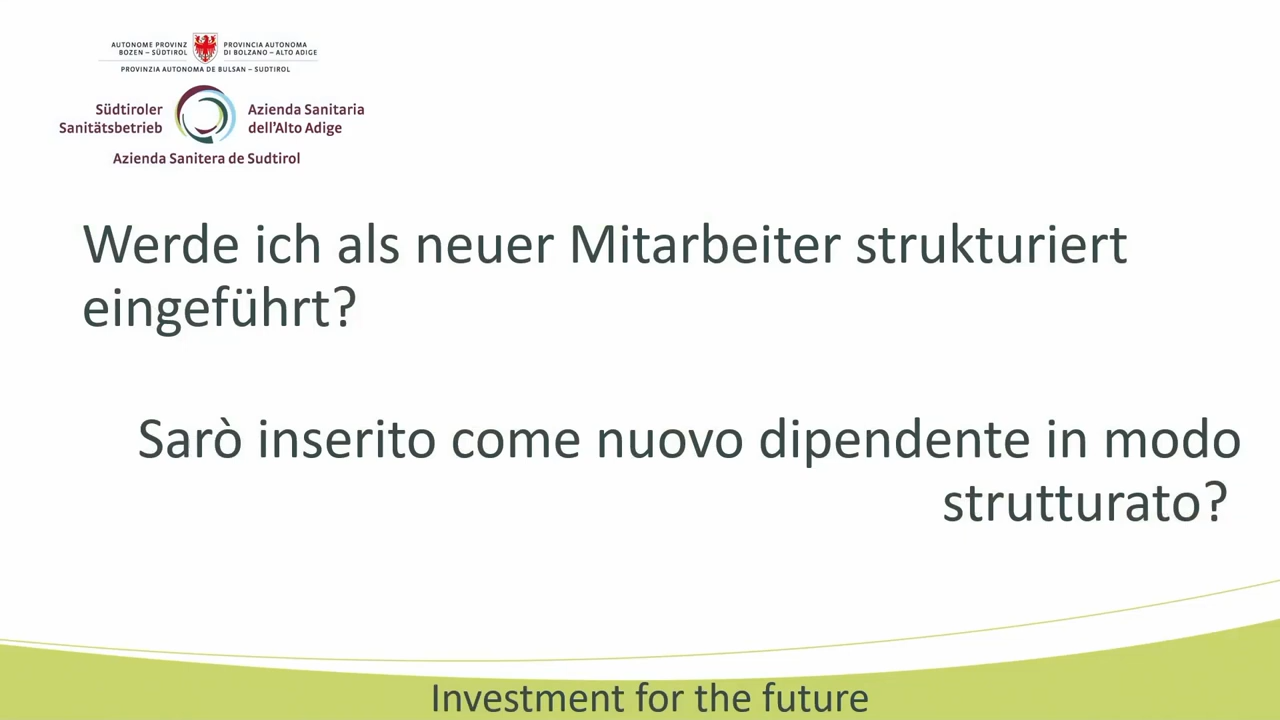 AUTONOME PROVINZ
BOZEN – SÜDTIROL
PROVINCIA AUTONOMA
DI BOLZANO – ALTO ADIGE
PROVINZIA AUTONOMA DE BULSAN – SUDTIROL
Südtiroler
Sanitätsbetrieb
Azienda Sanitaria
dell'Alto Adige
Azienda Sanitera de Sudtirol
Werde ich als neuer Mitarbeiter strukturiert
eingeführt?
Sarò inserito come nuovo dipendente in modo
strutturato?
Investment for the future